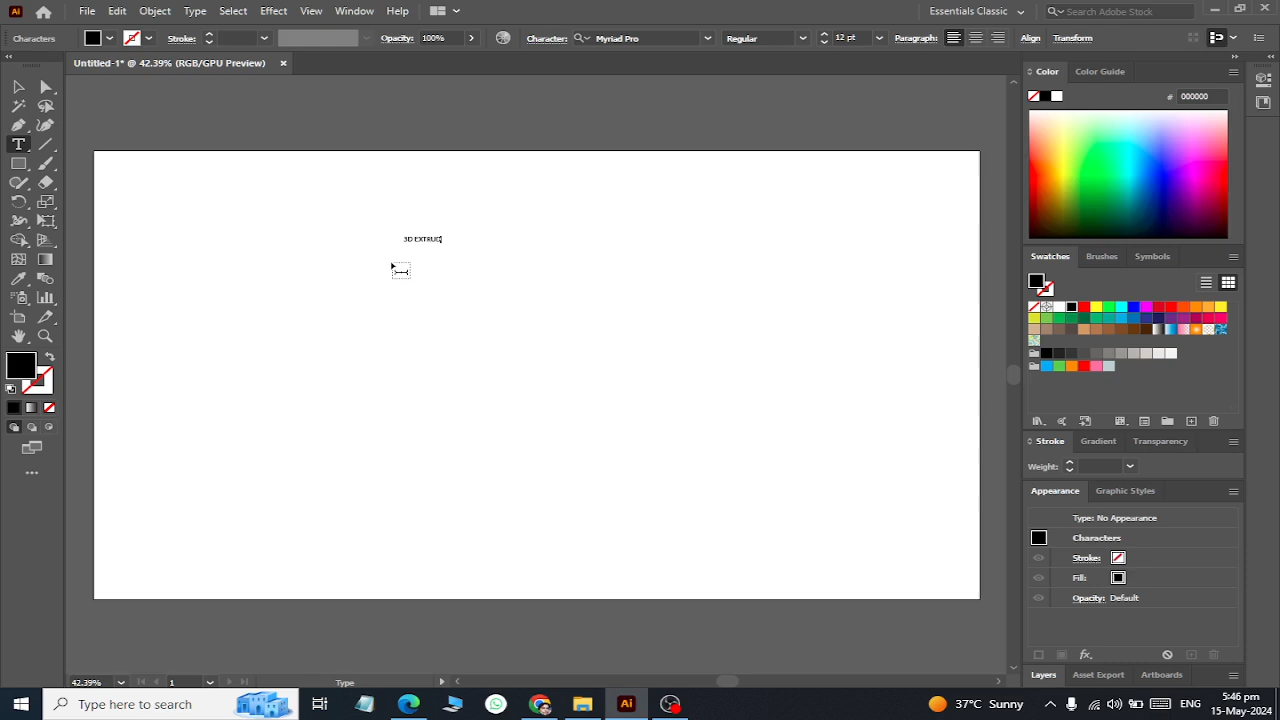 Ai File Edit Object Type Select Effect View Window Help Essentials Classic Search Adobe Stock
Characters Stroke: Opacity: 100% Character: Myriad Pro Regular 12 pt Paragraph: Align Transform
Untitled-1* @ 42.39% (RGB/GPU Preview)
Color Color Guide
# 000000
3D EXTRUD
Swatches Brushes Symbols
Stroke Gradient Transparency
Weight:
Appearance Graphic Styles
Type: No Appearance
Characters
Stroke:
Fill:
Opacity: Default
fx
Layers Asset Export Artboards
42.39% 1 Type
Type here to search
Ai
37°C Sunny
ENG
5:46 pm
15-May-2024